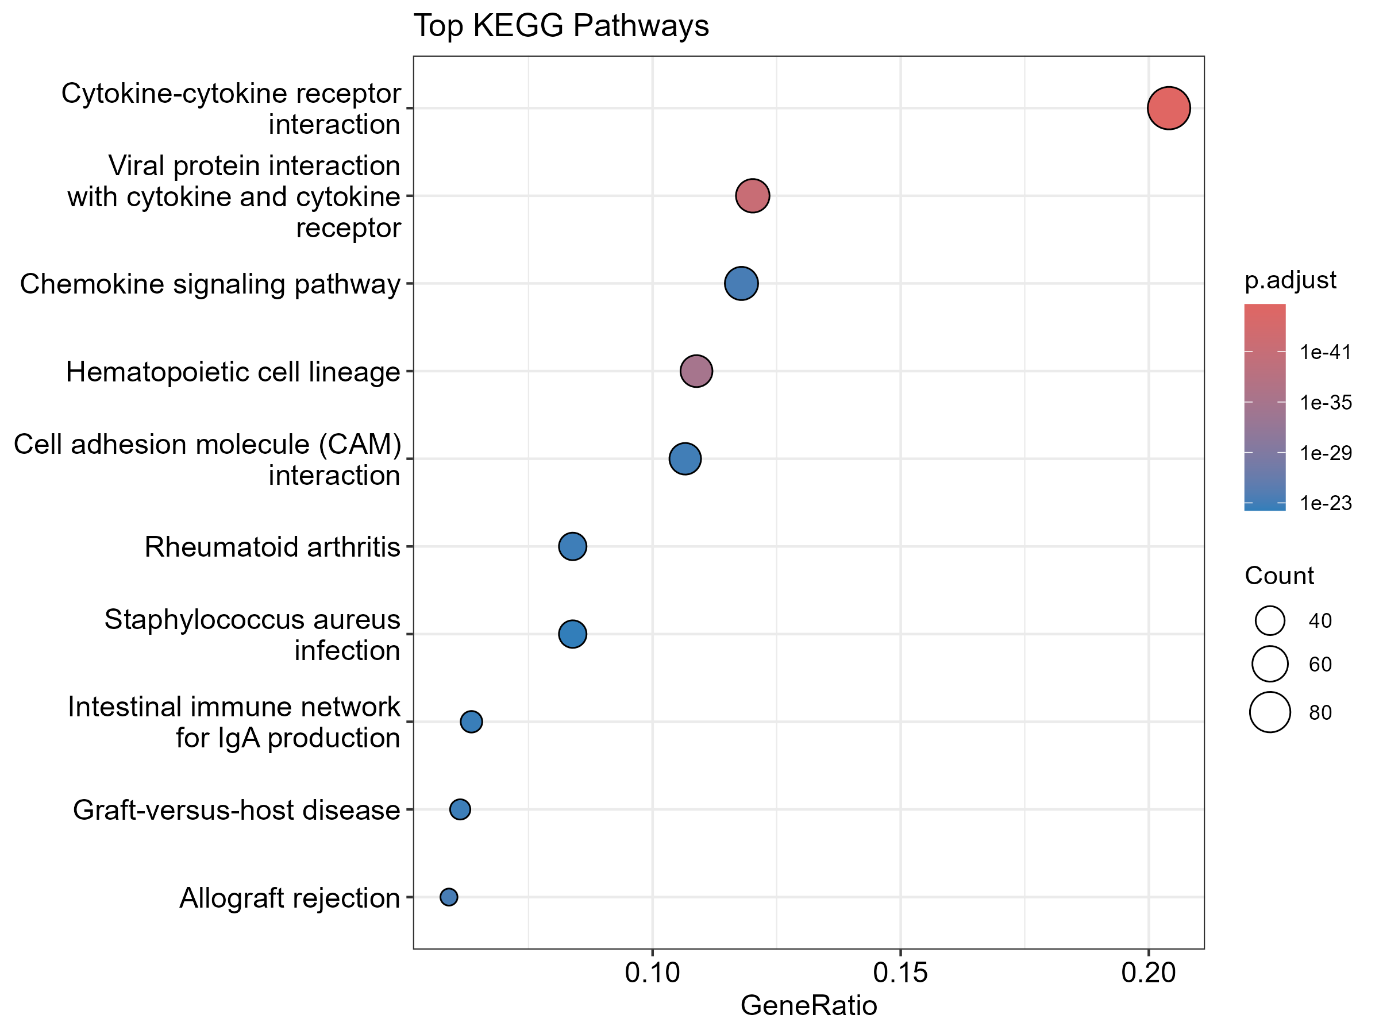 Top KEGG Pathways
Cytokine-cytokine receptor
interaction
Viral protein interaction
with cytokine and cytokine
receptor
Chemokine signaling pathway
Hematopoietic cell lineage
Cell adhesion molecule (CAM)
interaction
Rheumatoid arthritis
Staphylococcus aureus
infection
Intestinal immune network
for IgA production
Graft-versus-host disease
Allograft rejection
0.10 0.15 0.20
GeneRatio
p.adjust
1e-41
1e-35
1e-29
1e-23
Count
40
60
80